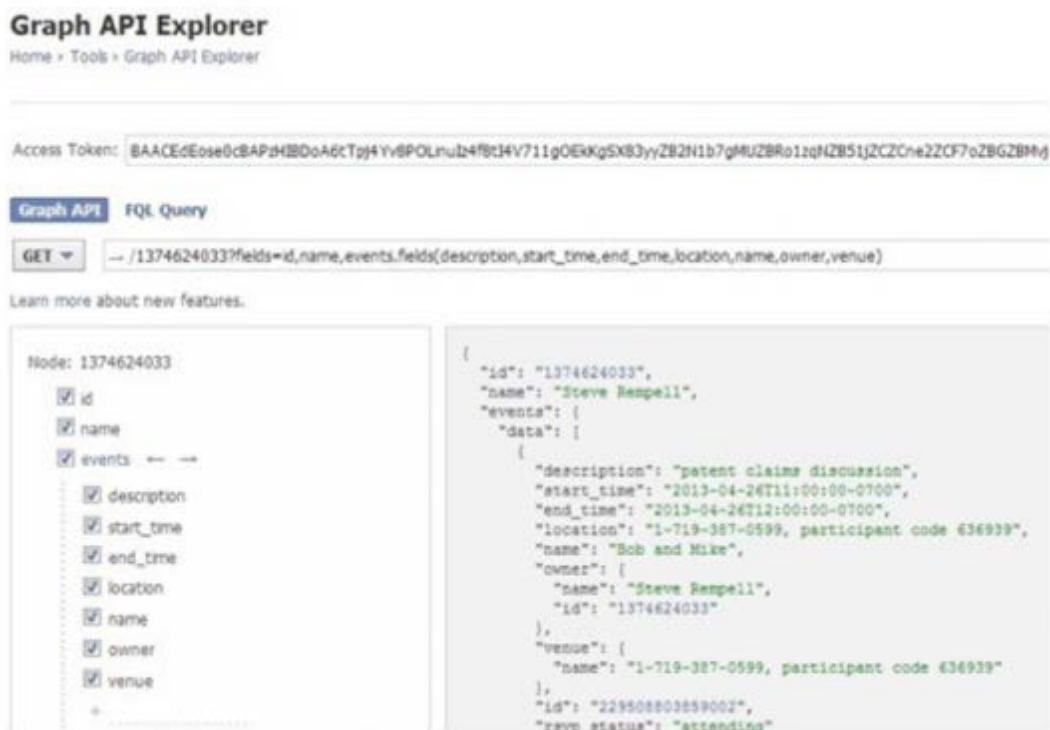 Graph API Explorer
Home › Tools › Graph API Explorer
Access Token:
Graph API FQL Query
GET → /1374624033?fields=id,name,events.fields(description,start_time,end_time,location,name,owner,venue)
Learn more about new features.
Node: 1374624033
id
name
events ← →
description
start_time
end_time
location
name
owner
venue
+
{
"id": "1374624033",
"name": "Steve Rempell",
"events": {
"data": [
{
"description": "patent claims discussion",
"start_time": "2013-04-26T11:00:00-0700",
"end_time": "2013-04-26T12:00:00-0700",
"location": "1-719-387-0599, participant code 636939",
"name": "Bob and Mike",
"owner": {
"name": "Steve Rempell",
"id": "1374624033"
},
"venue": {
"name": "1-719-387-0599, participant code 636939"
},
"id": "229508803859002",
"rsvp_status": "attending"